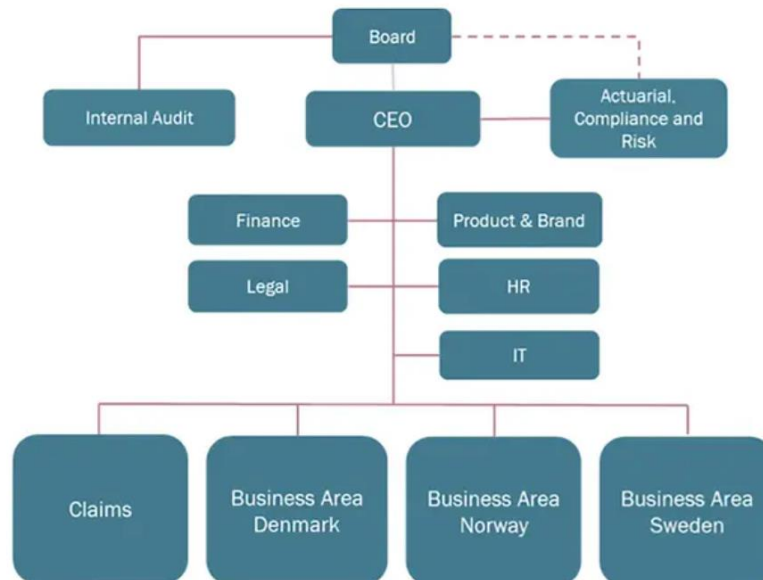 Board
Internal Audit
CEO
Actuarial,
Compliance and
Risk
Finance
Product & Brand
Legal
HR
IT
Claims
Business Area
Denmark
Business Area
Norway
Business Area
Sweden